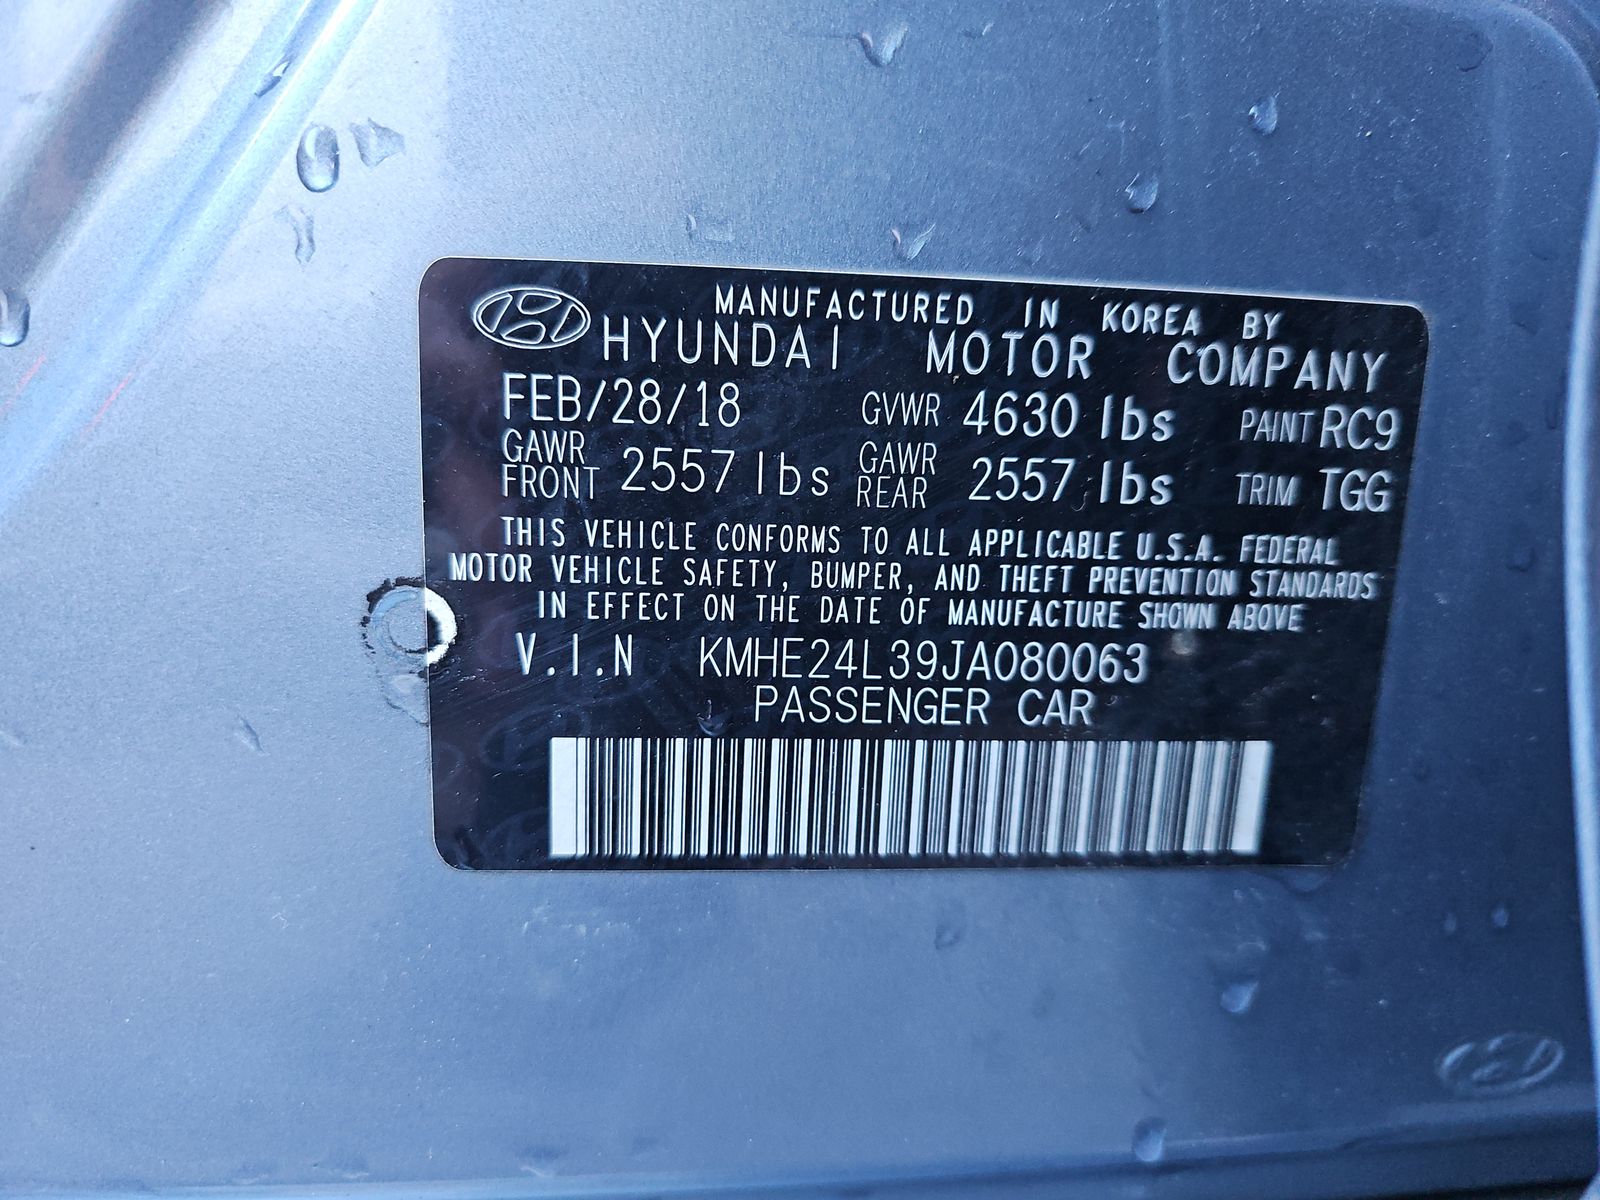 MANUFACTURED IN KOREA BY
HYUNDAI MOTOR COMPANY
FEB/28/18 GVWR 4630 lbs PAINT RC9
GAWR FRONT 2557 lbs GAWR REAR 2557 lbs TRIM TGG
THIS VEHICLE CONFORMS TO ALL APPLICABLE U.S.A. FEDERAL
MOTOR VEHICLE SAFETY, BUMPER, AND THEFT PREVENTION STANDARDS
IN EFFECT ON THE DATE OF MANUFACTURE SHOWN ABOVE
V.I.N KMHE24L39JA080063
PASSENGER CAR